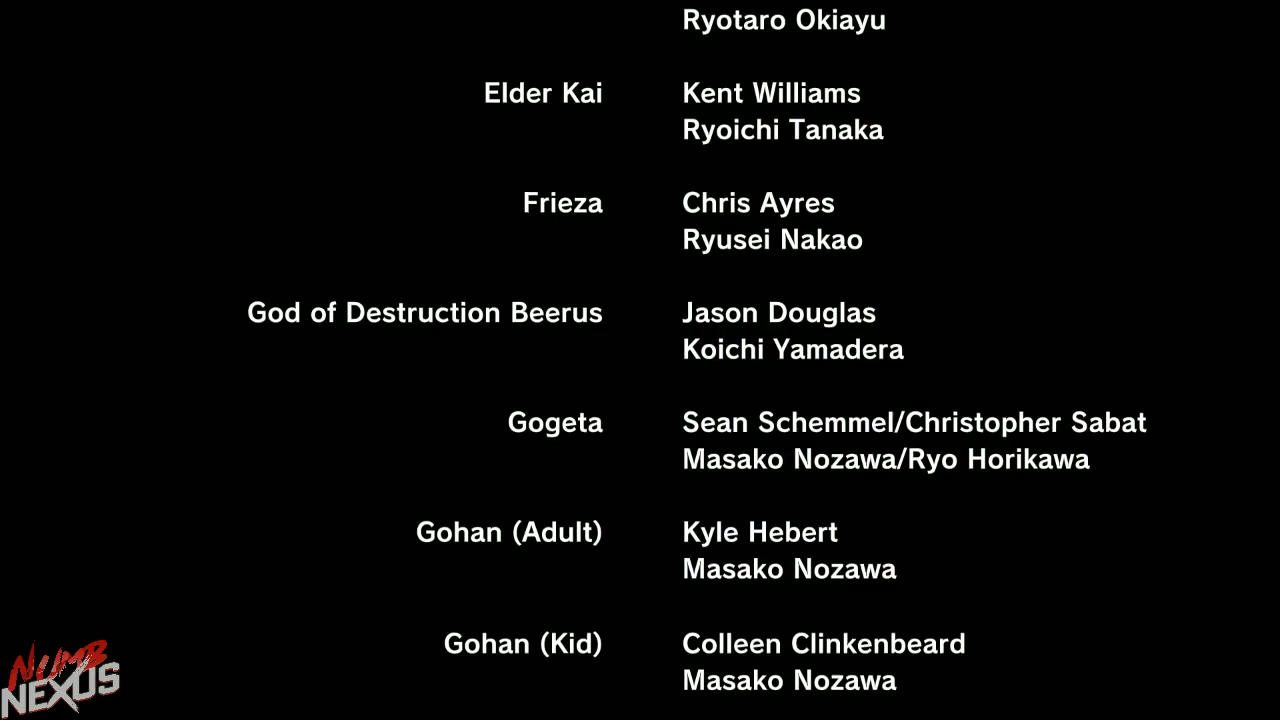 Ryotaro Okiayu
Elder Kai Kent Williams
Ryoichi Tanaka
Frieza Chris Ayres
Ryusei Nakao
God of Destruction Beerus Jason Douglas
Koichi Yamadera
Gogeta Sean Schemmel/Christopher Sabat
Masako Nozawa/Ryo Horikawa
Gohan (Adult) Kyle Hebert
Masako Nozawa
Gohan (Kid) Colleen Clinkenbeard
Masako Nozawa
NUMB
NEXUS